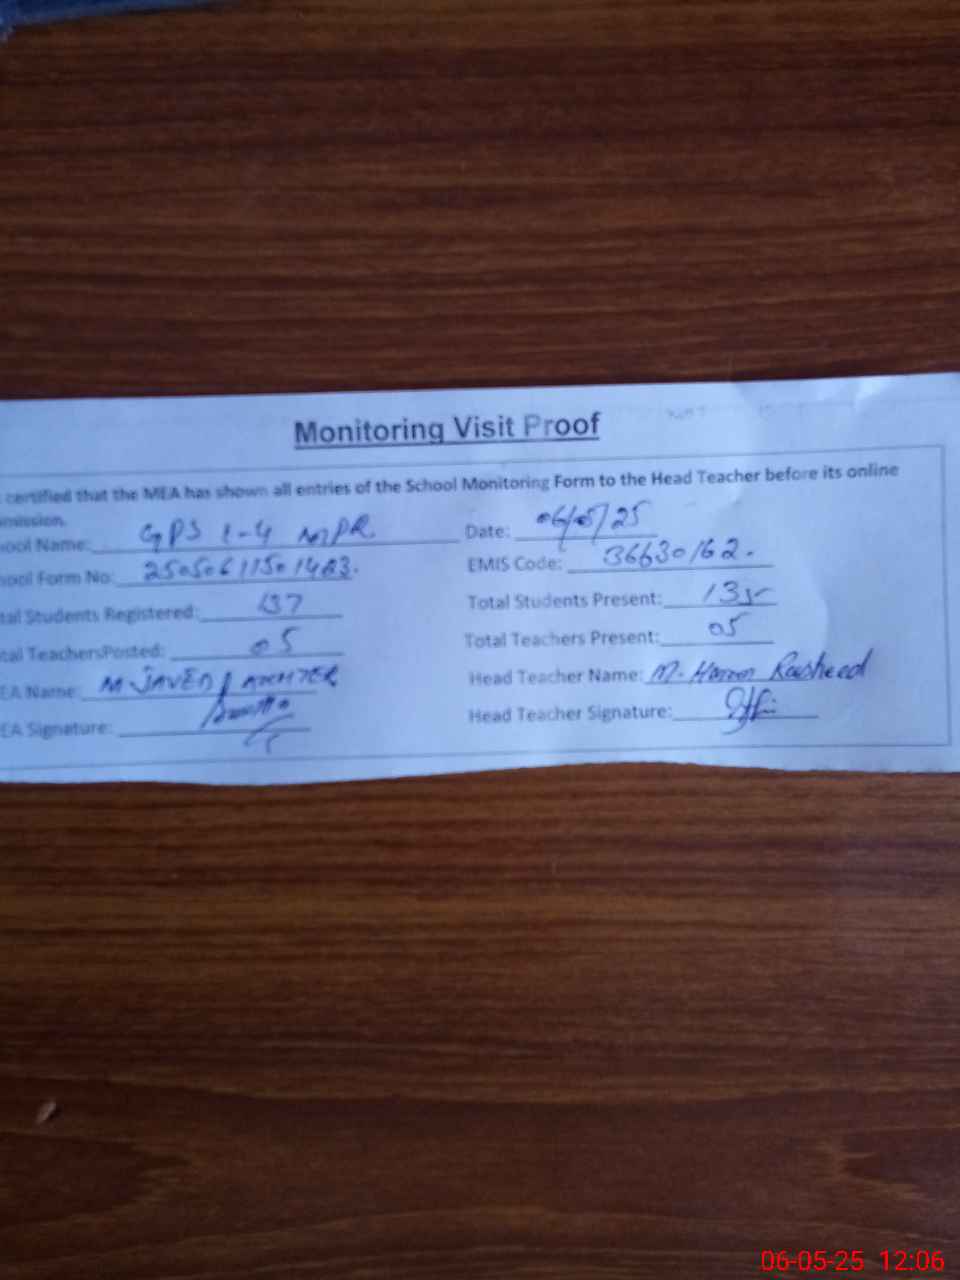 Monitoring Visit Proof
certified that the MEA has shown all entries of the School Monitoring Form to the Head Teacher before its online
mission.
ool Name: GPS 1-4 MPR Date: 06/05/25
ool Form No: EMIS Code: 36630162.
tal Students Registered: 137 Total Students Present: 135
tal TeachersPosted: 05 Total Teachers Present: 05
EA Name: M JAVED AKHTER Head Teacher Name: M. Haroon Rasheed
EA Signature: Head Teacher Signature:
06-05-25 12:06